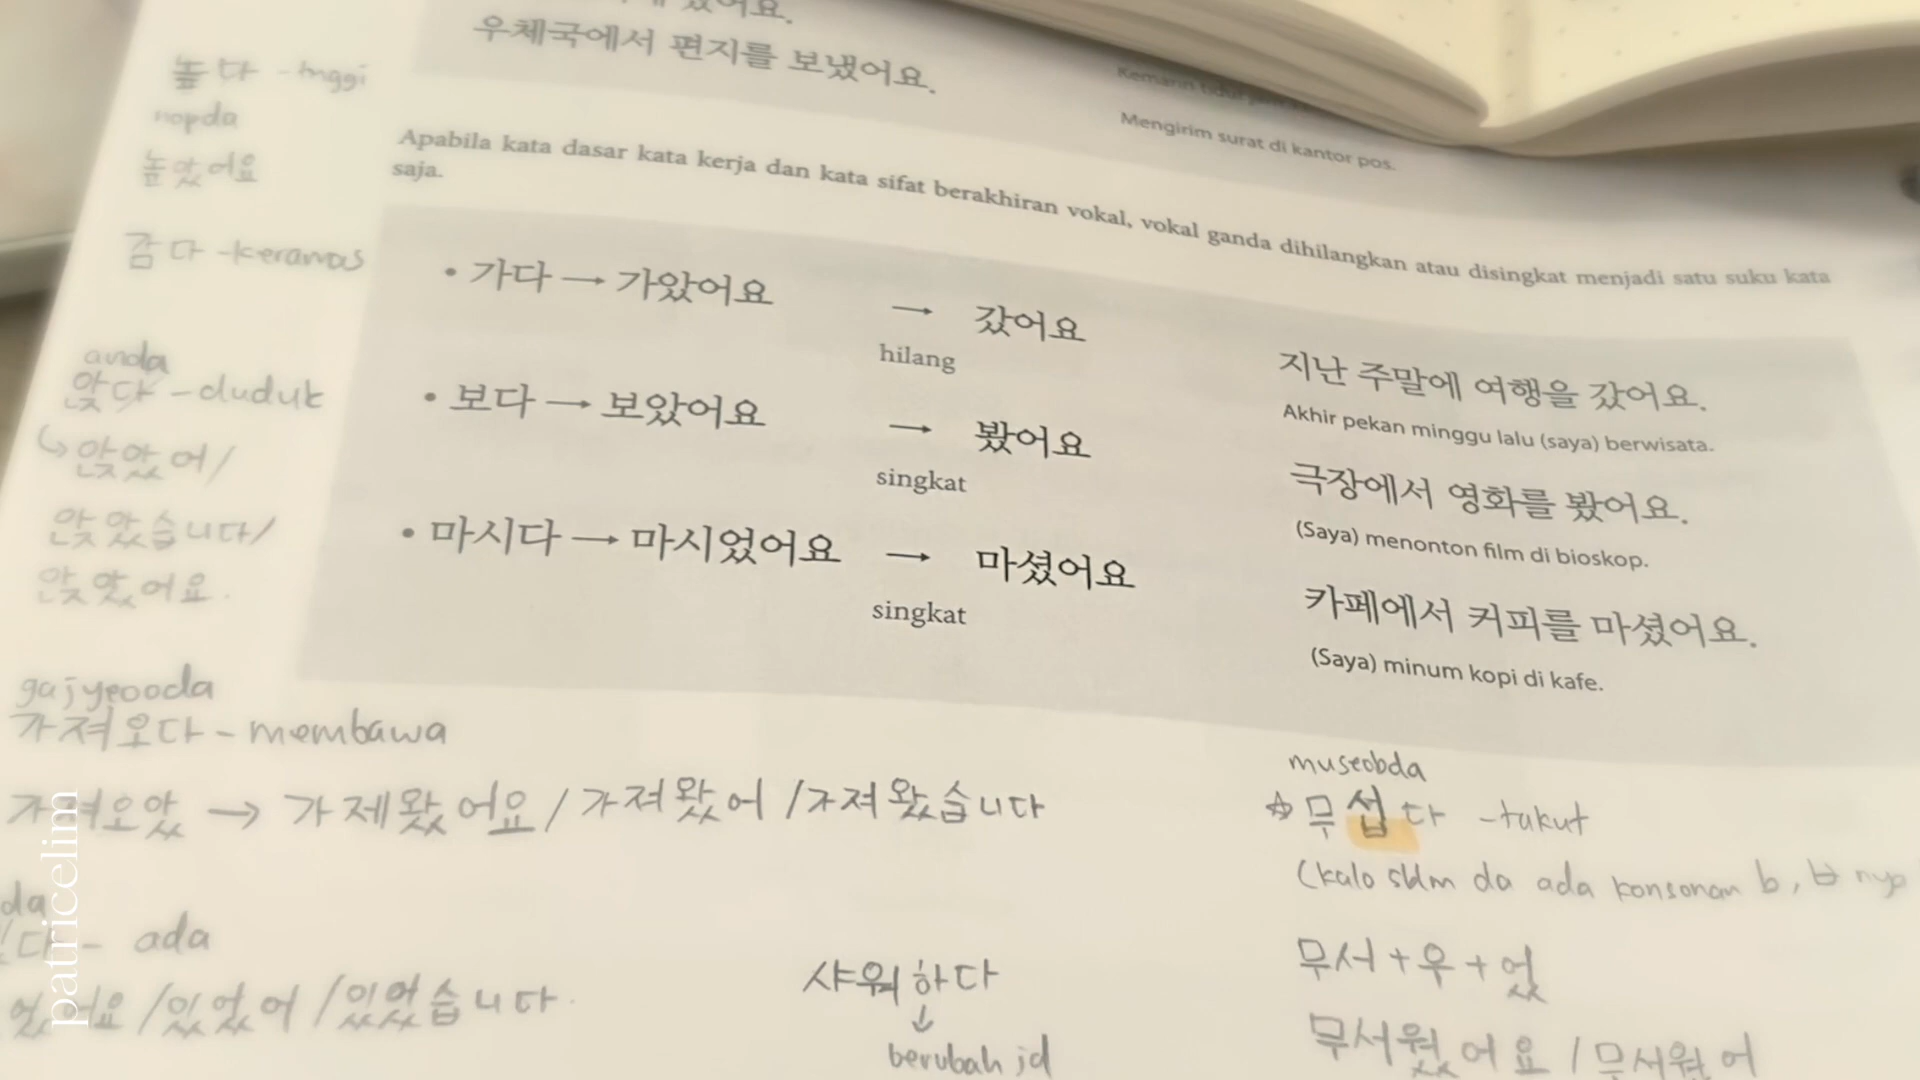 우체국에서 편지를 보냈어요.
Mengirim surat di kantor pos.
Apabila kata dasar kata kerja dan kata sifat berakhiran vokal, vokal ganda dihilangkan atau disingkat menjadi satu suku kata
saja.
• 가다 → 가았어요 → 갔어요
hilang
지난 주말에 여행을 갔어요.
Akhir pekan minggu lalu (saya) berwisata.
• 보다 → 보았어요 → 봤어요
singkat
극장에서 영화를 봤어요.
(Saya) menonton film di bioskop.
• 마시다 → 마시었어요 → 마셨어요
singkat
카페에서 커피를 마셨어요.
(Saya) minum kopi di kafe.
높다 - tinggi
nopda
높았어요
감다 - keramas
anda
앉다 - duduk
↳ 앉았어/
앉았습니다/
앉았어요.
gajyeooda
가져오다 - membawa
가져오았 → 가제왔어요 / 가져왔어 / 가져왔습니다
da
다 - ada
/ 있었어 / 있었습니다
샤워하다
↓
berubah jd
museobda
☆ 무섭다 - takut
(kalo sblm da ada konsonan b, ㅂ nya
무서 +우 + 었
무서웠어요 / 무서웠어
patricelim